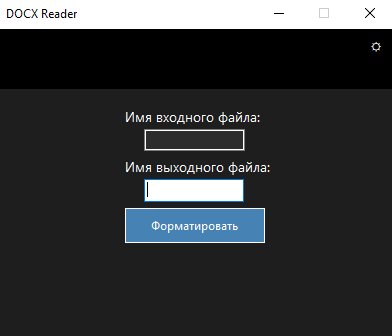 DOCX Reader
Имя входного файла:
Имя выходного файла:
Форматировать